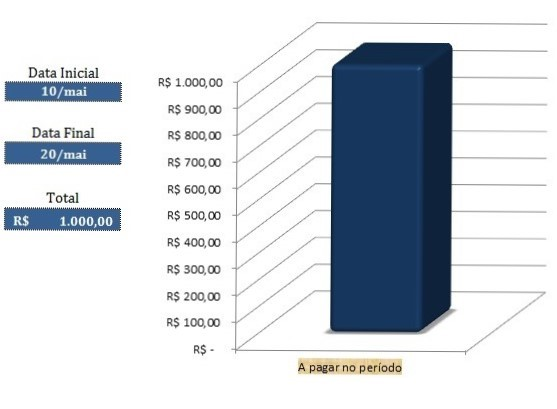 Data Inicial
10/mai
Data Final
20/mai
Total
R$ 1.000,00
R$ 1.000,00
R$ 900,00
R$ 800,00
R$ 700,00
R$ 600,00
R$ 500,00
R$ 400,00
R$ 300,00
R$ 200,00
R$ 100,00
R$ -
A pagar no período